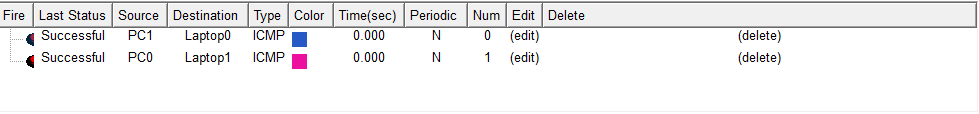 Fire Last Status Source Destination Type Color Time(sec) Periodic Num Edit Delete
Successful PC1 Laptop0 ICMP 0.000 N 0 (edit) (delete)
Successful PC0 Laptop1 ICMP 0.000 N 1 (edit) (delete)